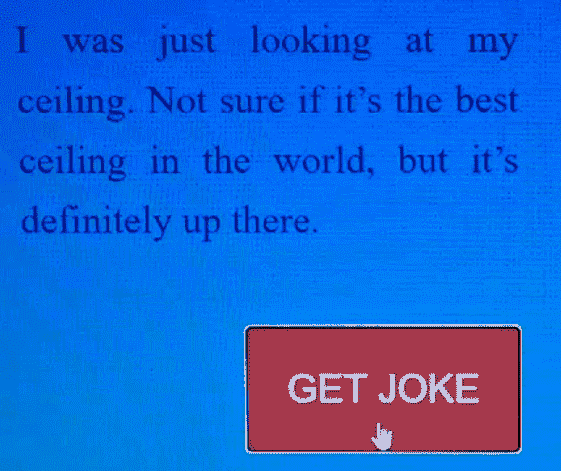 I was just looking at my
ceiling. Not sure if it’s the best
ceiling in the world, but it’s
definitely up there.
GET JOKE